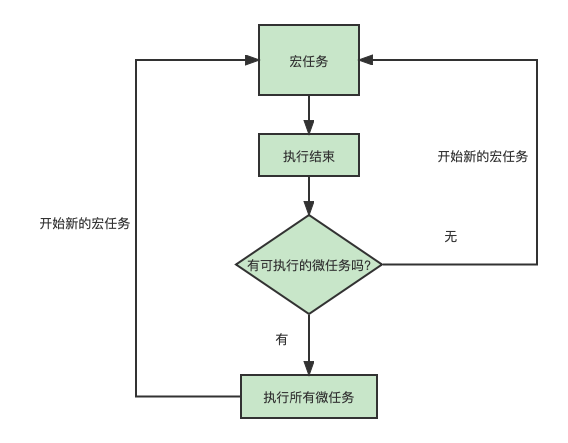 宏任务
执行结束
开始新的宏任务
开始新的宏任务
无
有可执行的微任务吗?
有
执行所有微任务